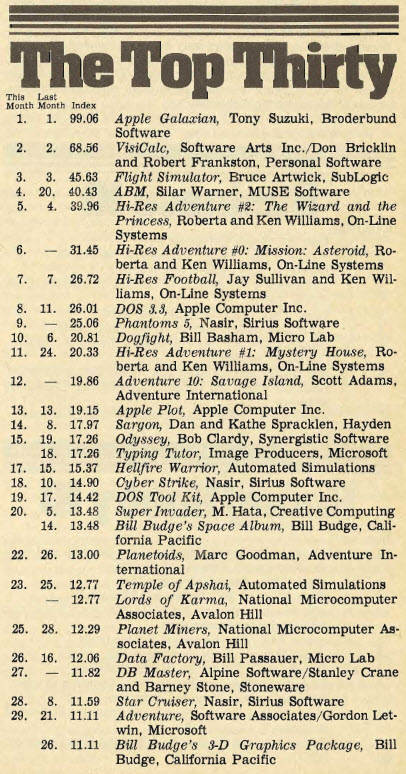 The Top Thirty
This Last
Month Month Index
1. 1. 99.06 Apple Galaxian, Tony Suzuki, Broderbund
Software
2. 2. 68.56 VisiCalc, Software Arts Inc./Don Bricklin
and Robert Frankston, Personal Software
3. 3. 45.63 Flight Simulator, Bruce Artwick, SubLogic
4. 20. 40.43 ABM, Silar Warner, MUSE Software
5. 4. 39.96 Hi-Res Adventure #2: The Wizard and the
Princess, Roberta and Ken Williams, On-Line
Systems
6. — 31.45 Hi-Res Adventure #0: Mission: Asteroid, Ro-
berta and Ken Williams, On-Line Systems
7. 7. 26.72 Hi-Res Football, Jay Sullivan and Ken Wil-
liams, On-Line Systems
8. 11. 26.01 DOS 3.3, Apple Computer Inc.
9. — 25.06 Phantoms 5, Nasir, Sirius Software
10. 6. 20.81 Dogfight, Bill Basham, Micro Lab
11. 24. 20.33 Hi-Res Adventure #1: Mystery House, Ro-
berta and Ken Williams, On-Line Systems
12. — 19.86 Adventure 10: Savage Island, Scott Adams,
Adventure International
13. 13. 19.15 Apple Plot, Apple Computer Inc.
14. 8. 17.97 Sargon, Dan and Kathe Spracklen, Hayden
15. 19. 17.26 Odyssey, Bob Clardy, Synergistic Software
18. 17.26 Typing Tutor, Image Producers, Microsoft
17. 15. 15.37 Hellfire Warrior, Automated Simulations
18. 10. 14.90 Cyber Strike, Nasir, Sirius Software
19. 17. 14.42 DOS Tool Kit, Apple Computer Inc.
20. 5. 13.48 Super Invader, M. Hata, Creative Computing
14. 13.48 Bill Budge's Space Album, Bill Budge, Cali-
fornia Pacific
22. 26. 13.00 Planetoids, Marc Goodman, Adventure In-
ternational
23. 25. 12.77 Temple of Apshai, Automated Simulations
— 12.77 Lords of Karma, National Microcomputer
Associates, Avalon Hill
25. 28. 12.29 Planet Miners, National Microcomputer As-
sociates, Avalon Hill
26. 16. 12.06 Data Factory, Bill Passauer, Micro Lab
27. — 11.82 DB Master, Alpine Software/Stanley Crane
and Barney Stone, Stoneware
28. 8. 11.59 Star Cruiser, Nasir, Sirius Software
29. 21. 11.11 Adventure, Software Associates/Gordon Let-
win, Microsoft
26. 11.11 Bill Budge's 3-D Graphics Package, Bill
Budge, California Pacific